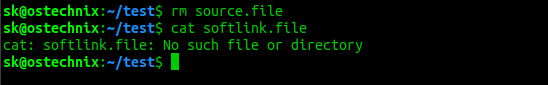 sk@ostechnix:~/test$ rm source.file
sk@ostechnix:~/test$ cat softlink.file
cat: softlink.file: No such file or directory
sk@ostechnix:~/test$